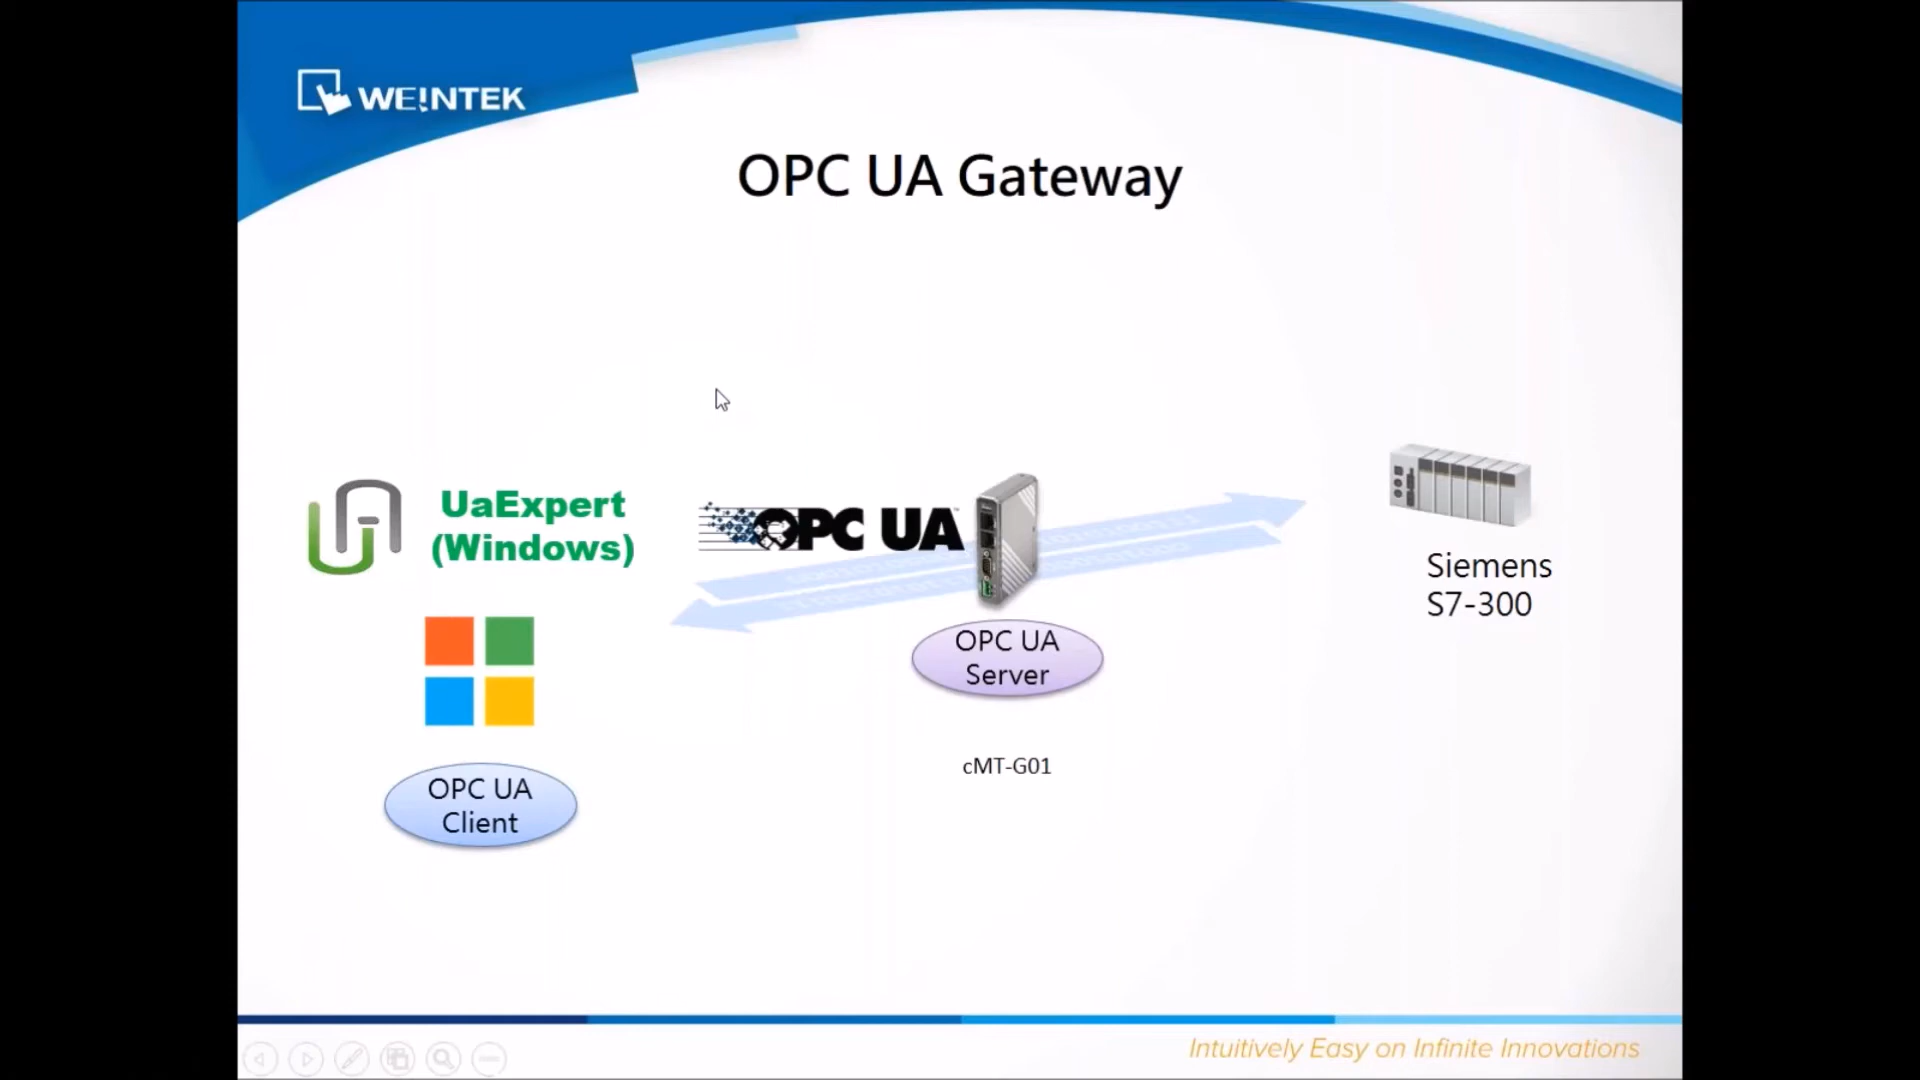 WEINTEK
OPC UA Gateway
UaExpert
(Windows)
OPC UA
Siemens
S7-300
OPC UA
Server
cMT-G01
OPC UA
Client
Intuitively Easy on Infinite Innovations